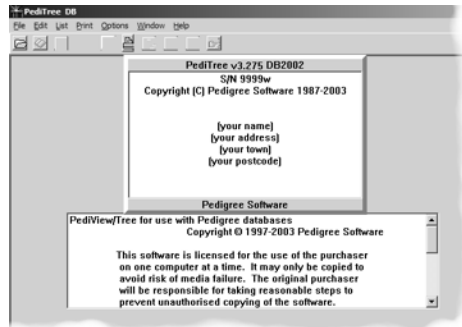 PediTree DB
File Edit List Print Options Window Help
PediTree v3.275 DB2002
S/N 9999w
Copyright (C) Pedigree Software 1987-2003
(your name)
(your address)
(your town)
(your postcode)
Pedigree Software
PediView/Tree for use with Pedigree databases
Copyright © 1997-2003 Pedigree Software
This software is licensed for the use of the purchaser
on one computer at a time. It may only be copied to
avoid risk of media failure. The original purchaser
will be responsible for taking reasonable steps to
prevent unauthorised copying of the software.